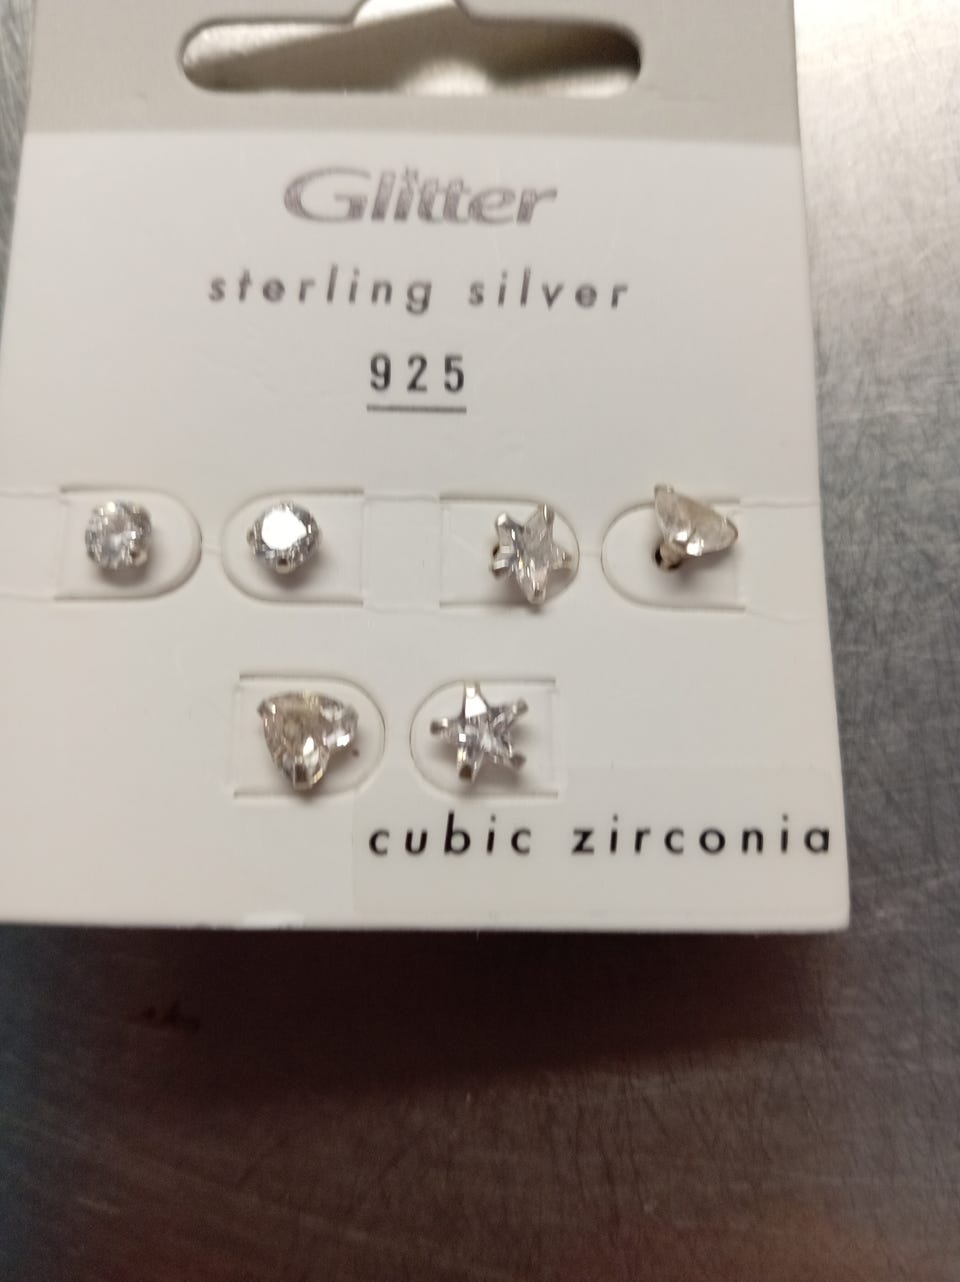 Glitter
sterling silver
925
cubic zirconia